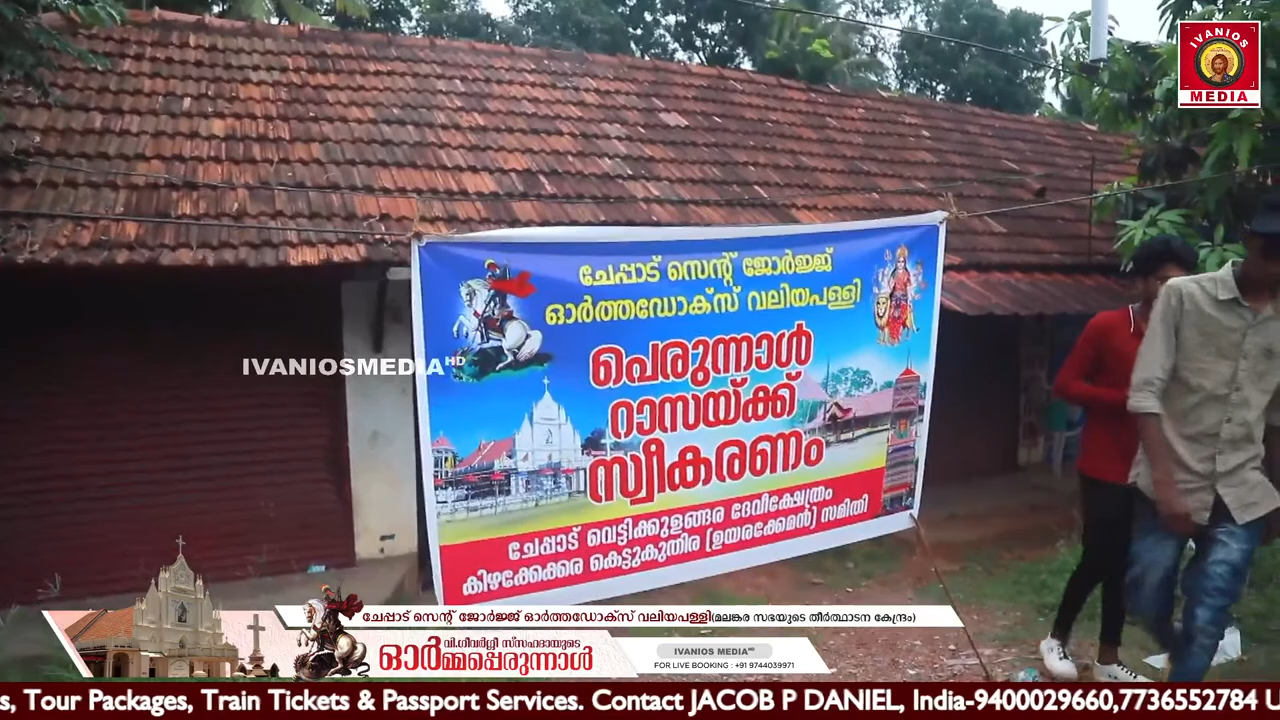 IVANIOS
MEDIA
ചേപ്പാട് സെന്റ് ജോർജ്ജ്
ഓർത്തഡോക്സ് വലിയപള്ളി
പെരുന്നാൾ
റാസയ്ക്ക്
സ്വീകരണം
ചേപ്പാട് വെട്ടിക്കുളങ്ങര ദേവീക്ഷേത്രം
കിഴക്കേക്കര കെട്ടുകുതിര (ഉയരക്കേമൻ) സമിതി
IVANIOSMEDIA HD
ചേപ്പാട് സെന്റ് ജോർജ്ജ് ഓർത്തഡോക്സ് വലിയപള്ളി(മലങ്കര സഭയുടെ തീർത്ഥാടന കേന്ദ്രം)
വി.ഗീവർഗ്ഗീസ് സഹദായുടെ
ഓർമ്മപ്പെരുന്നാൾ
IVANIOS MEDIA HD
FOR LIVE BOOKING : +91 9744039971
s, Tour Packages, Train Tickets & Passport Services. Contact JACOB P DANIEL, India-9400029660,7736552784 U